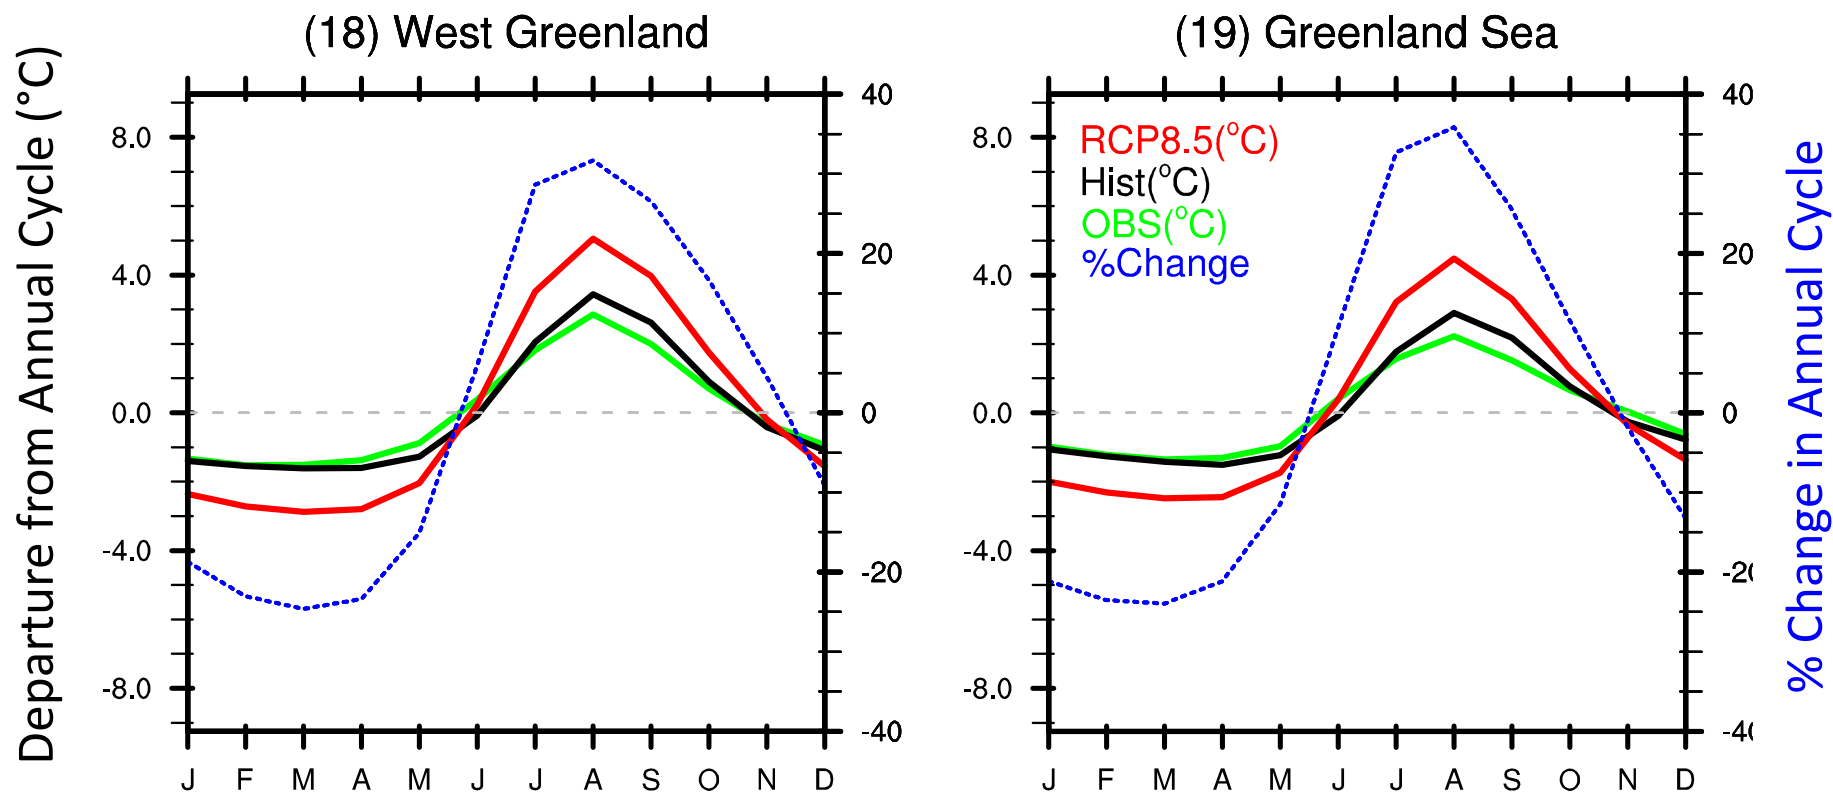 (18) West Greenland
(19) Greenland Sea
Departure from Annual Cycle (°C)
8.0
4.0
0.0
-4.0
-8.0
40
20
0
-20
-40
J F M A M J J A S O N D
RCP8.5(°C)
Hist(°C)
OBS(°C)
%Change
8.0
4.0
0.0
-4.0
-8.0
40
20
0
-20
-40
J F M A M J J A S O N D
% Change in Annual Cycle